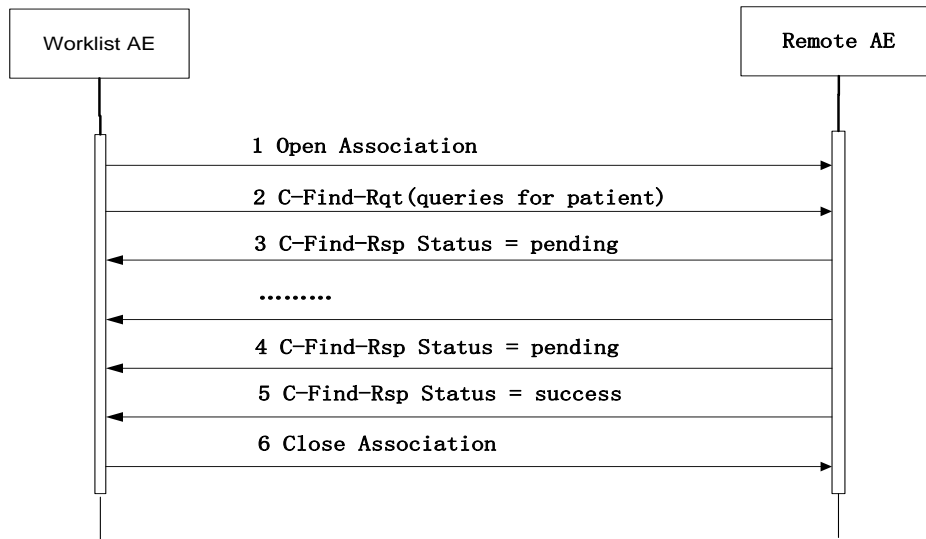 Worklist AE
Remote AE
1 Open Association
2 C-Find-Rqt(queries for patient)
3 C-Find-Rsp Status = pending
.........
4 C-Find-Rsp Status = pending
5 C-Find-Rsp Status = success
6 Close Association